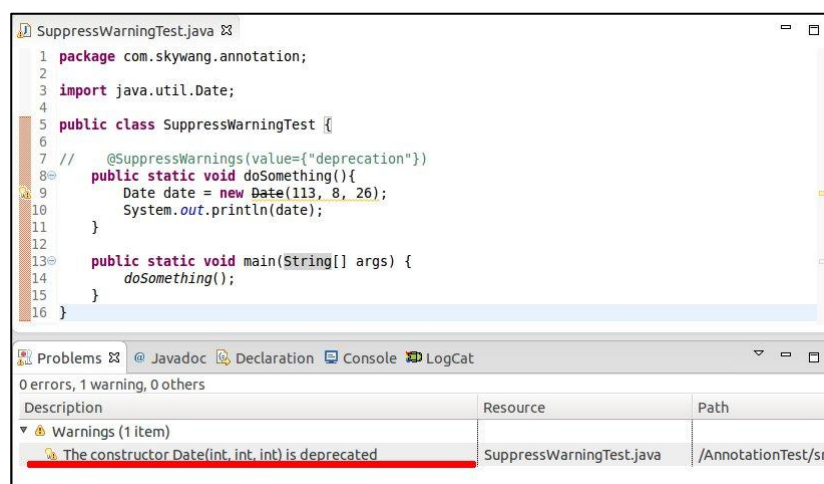 SuppressWarningTest.java
1 package com.skywang.annotation;
2
3 import java.util.Date;
4
5 public class SuppressWarningTest {
6
7 //    @SuppressWarnings(value={"deprecation"})
8     public static void doSomething(){
9         Date date = new Date(113, 8, 26);
10         System.out.println(date);
11     }
12
13     public static void main(String[] args) {
14         doSomething();
15     }
16 }
Problems @ Javadoc Declaration Console LogCat
0 errors, 1 warning, 0 others
Description Resource Path
Warnings (1 item)
The constructor Date(int, int, int) is deprecated SuppressWarningTest.java /AnnotationTest/sr